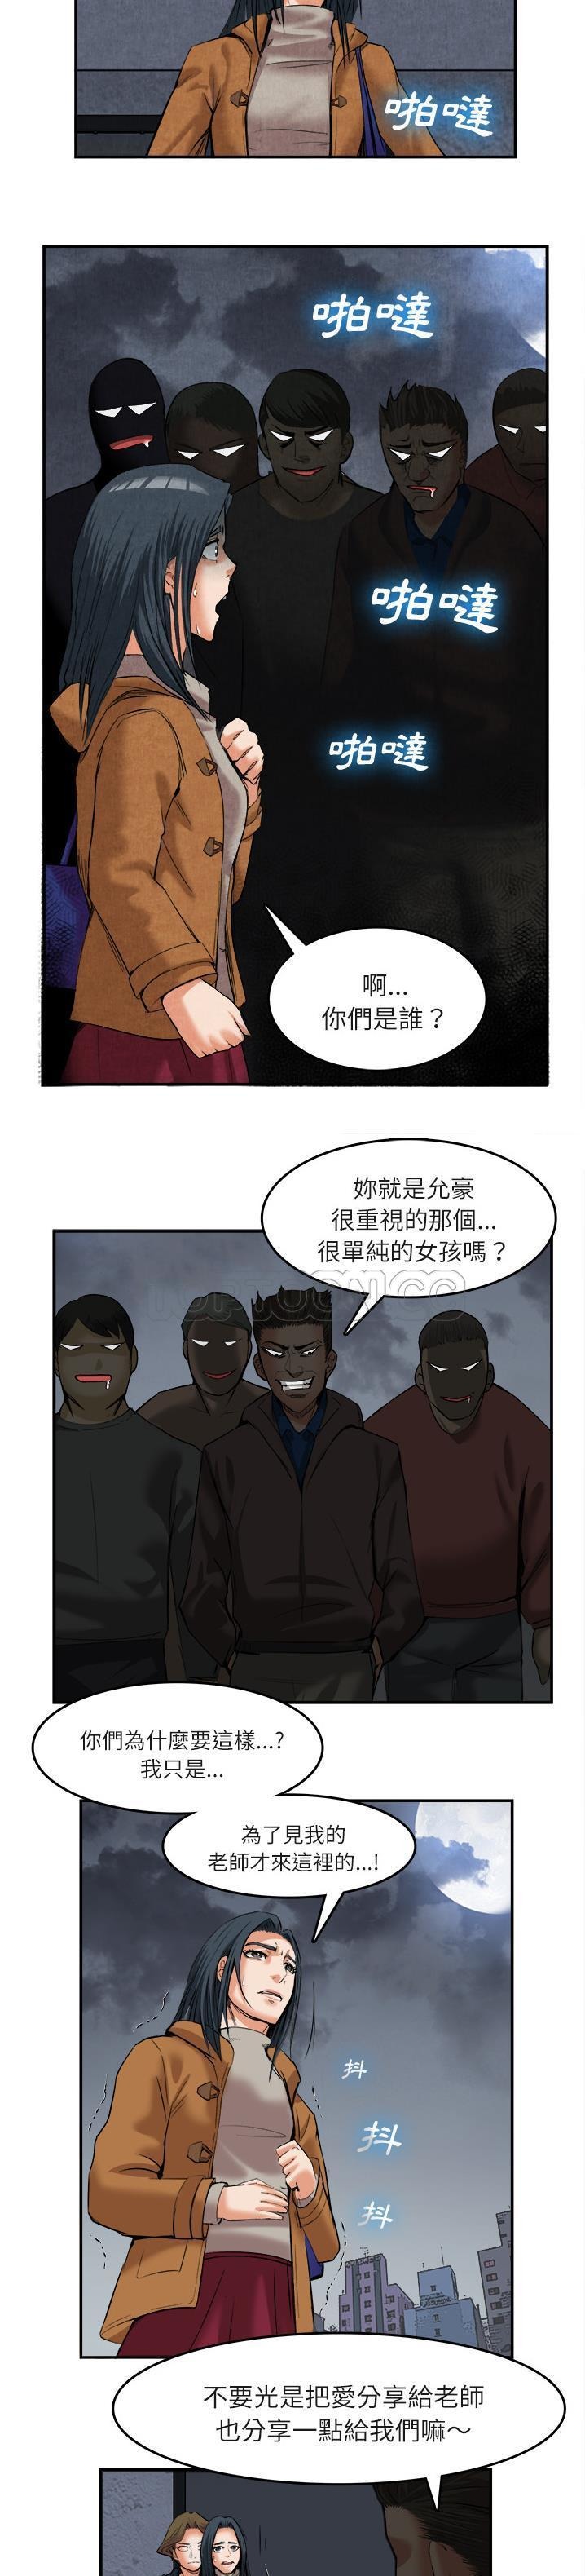 啪噠
啪噠
啪噠
啪噠
啊...
你們是誰？
妳就是允豪
很重視的那個...
很單純的女孩嗎？
TOPTOON.CC
你們為什麼要這樣...?
我只是...
為了見我的
老師才來這裡的...!
抖
抖
抖
不要光是把愛分享給老師
也分享一點給我們嘛～